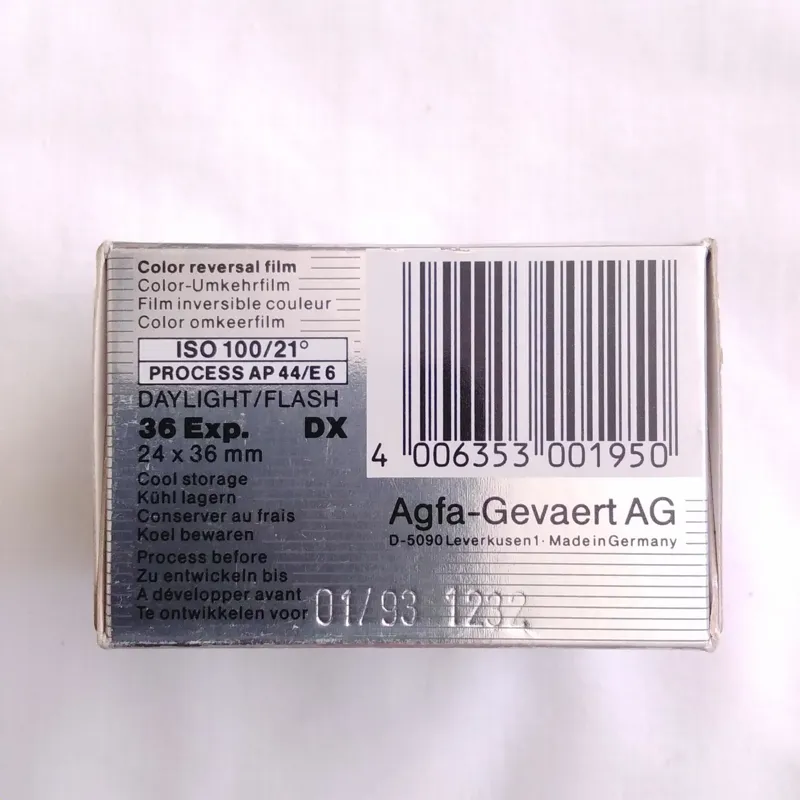 Color reversal film
Color-Umkehrfilm
Film inversible couleur
Color omkeerfilm
ISO 100/21°
PROCESS AP 44/E 6
DAYLIGHT/FLASH
36 Exp. DX
24 x 36 mm
Cool storage
Kühl lagern
Conserver au frais
Koel bewaren
Process before
Zu entwickeln bis
A développer avant
Te ontwikkelen voor 01/93 1232
4 006353 001950
Agfa-Gevaert AG
D-5090 Leverkusen 1 · Made in Germany